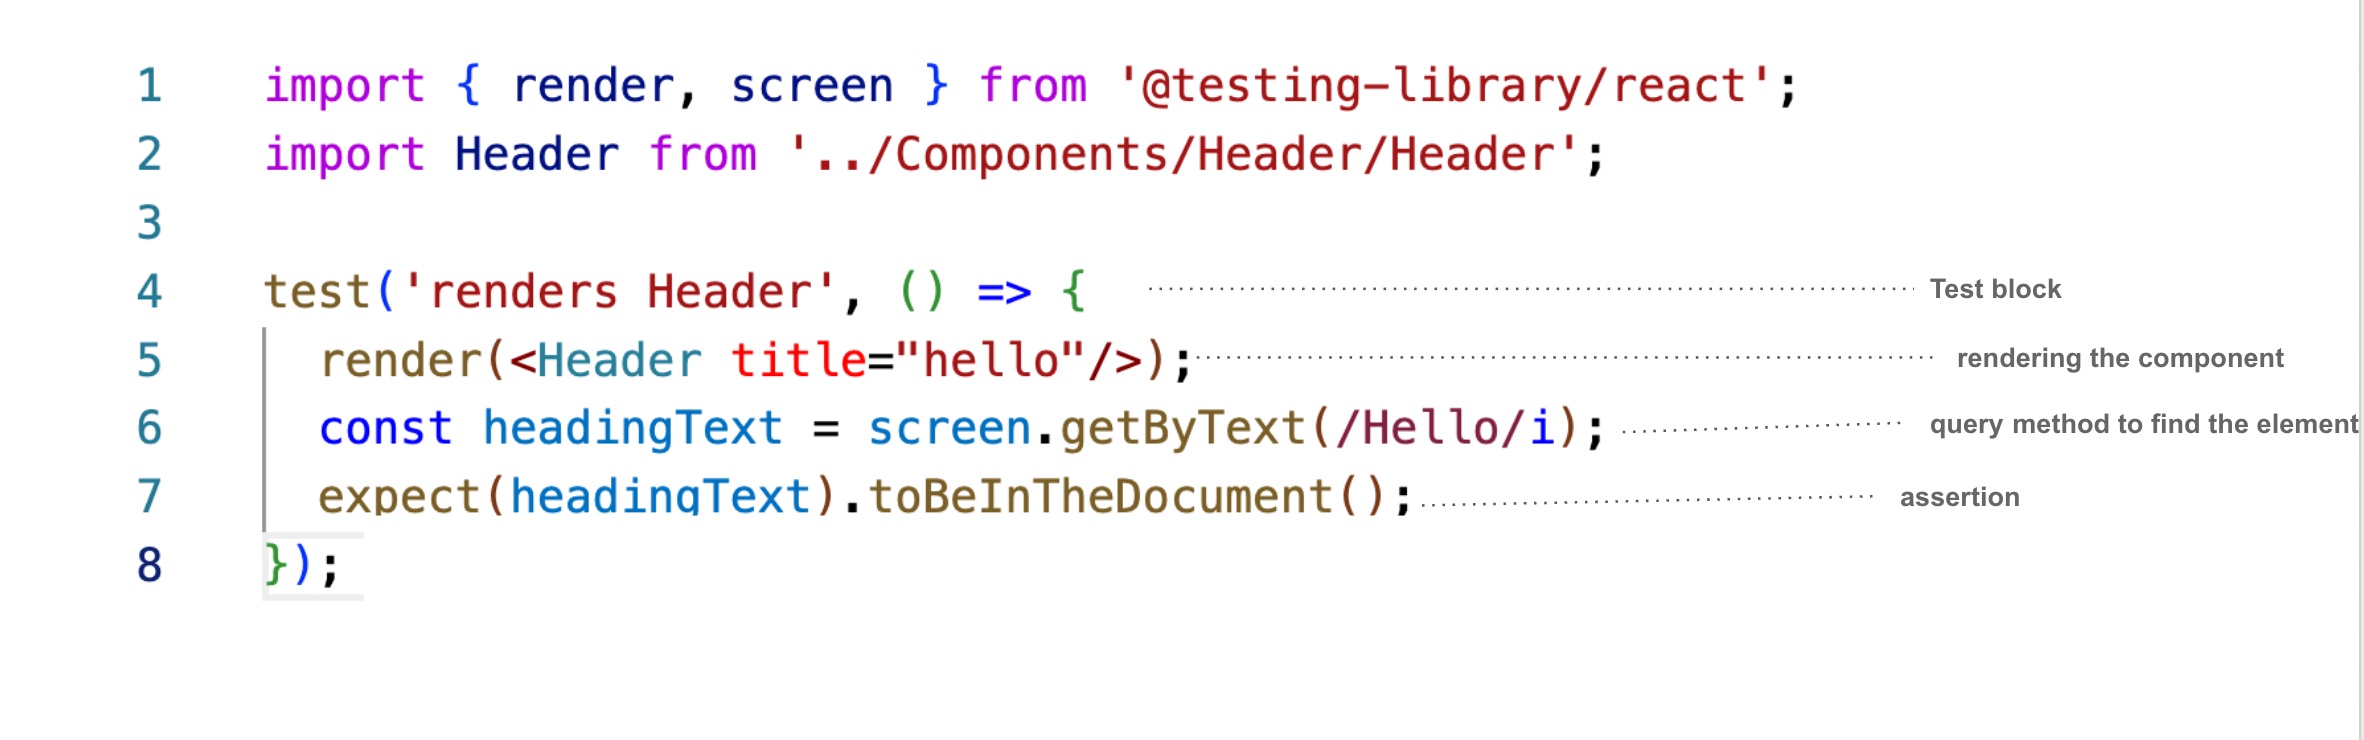 1 import { render, screen } from '@testing-library/react';
2 import Header from '../Components/Header/Header';
3
4 test('renders Header', () => { Test block
5 render(<Header title="hello"/>); rendering the component
6 const headingText = screen.getByText(/Hello/i); query method to find the element
7 expect(headingText).toBeInTheDocument(); assertion
8 });